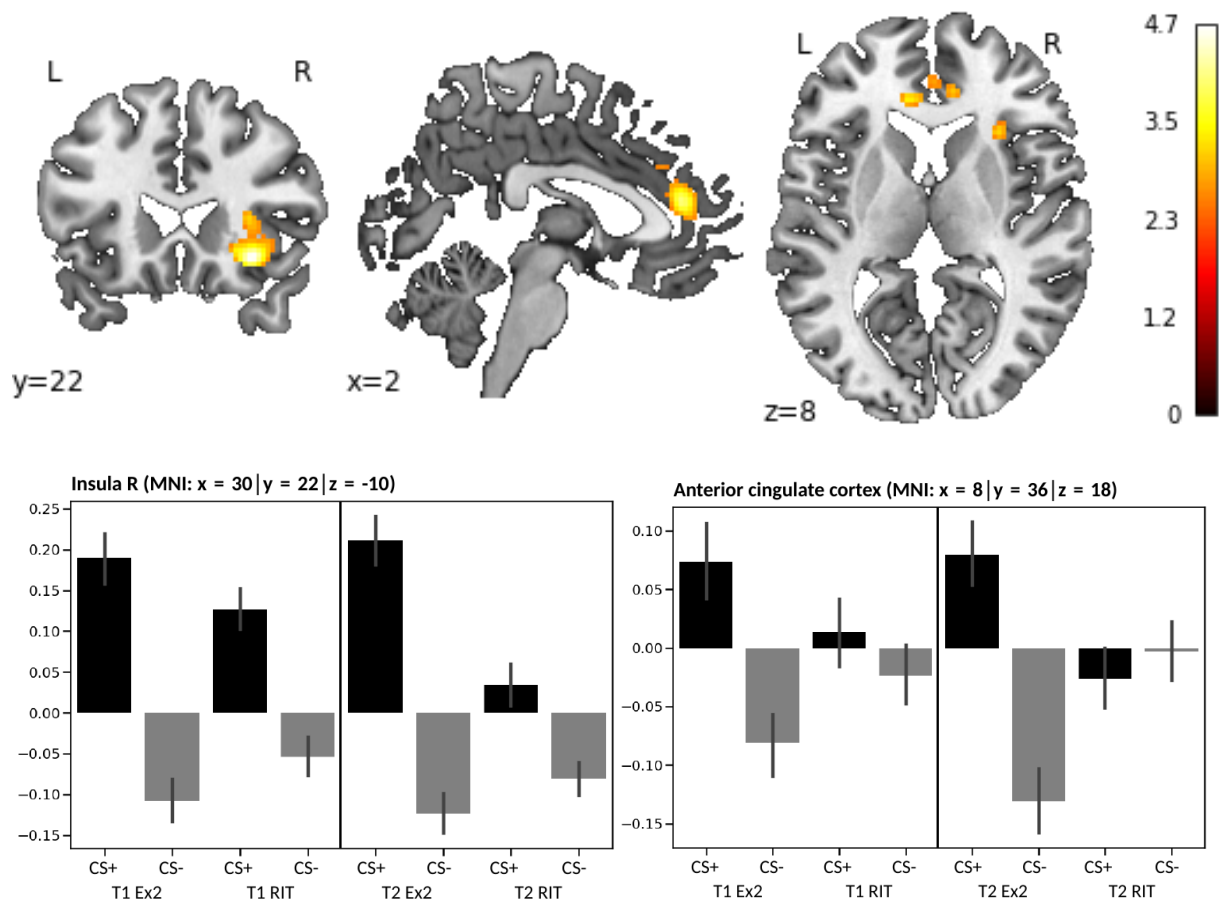 L R
y=22
x=2
L R
z=8
4.7
3.5
2.3
1.2
0
Insula R (MNI: x = 30|y = 22|z = -10)
0.25
0.20
0.15
0.10
0.05
0.00
−0.05
−0.10
−0.15
CS+ CS- CS+ CS- CS+ CS- CS+ CS-
T1 Ex2 T1 RIT T2 Ex2 T2 RIT
Anterior cingulate cortex (MNI: x = 8|y = 36|z = 18)
0.10
0.05
0.00
−0.05
−0.10
−0.15
CS+ CS- CS+ CS- CS+ CS- CS+ CS-
T1 Ex2 T1 RIT T2 Ex2 T2 RIT